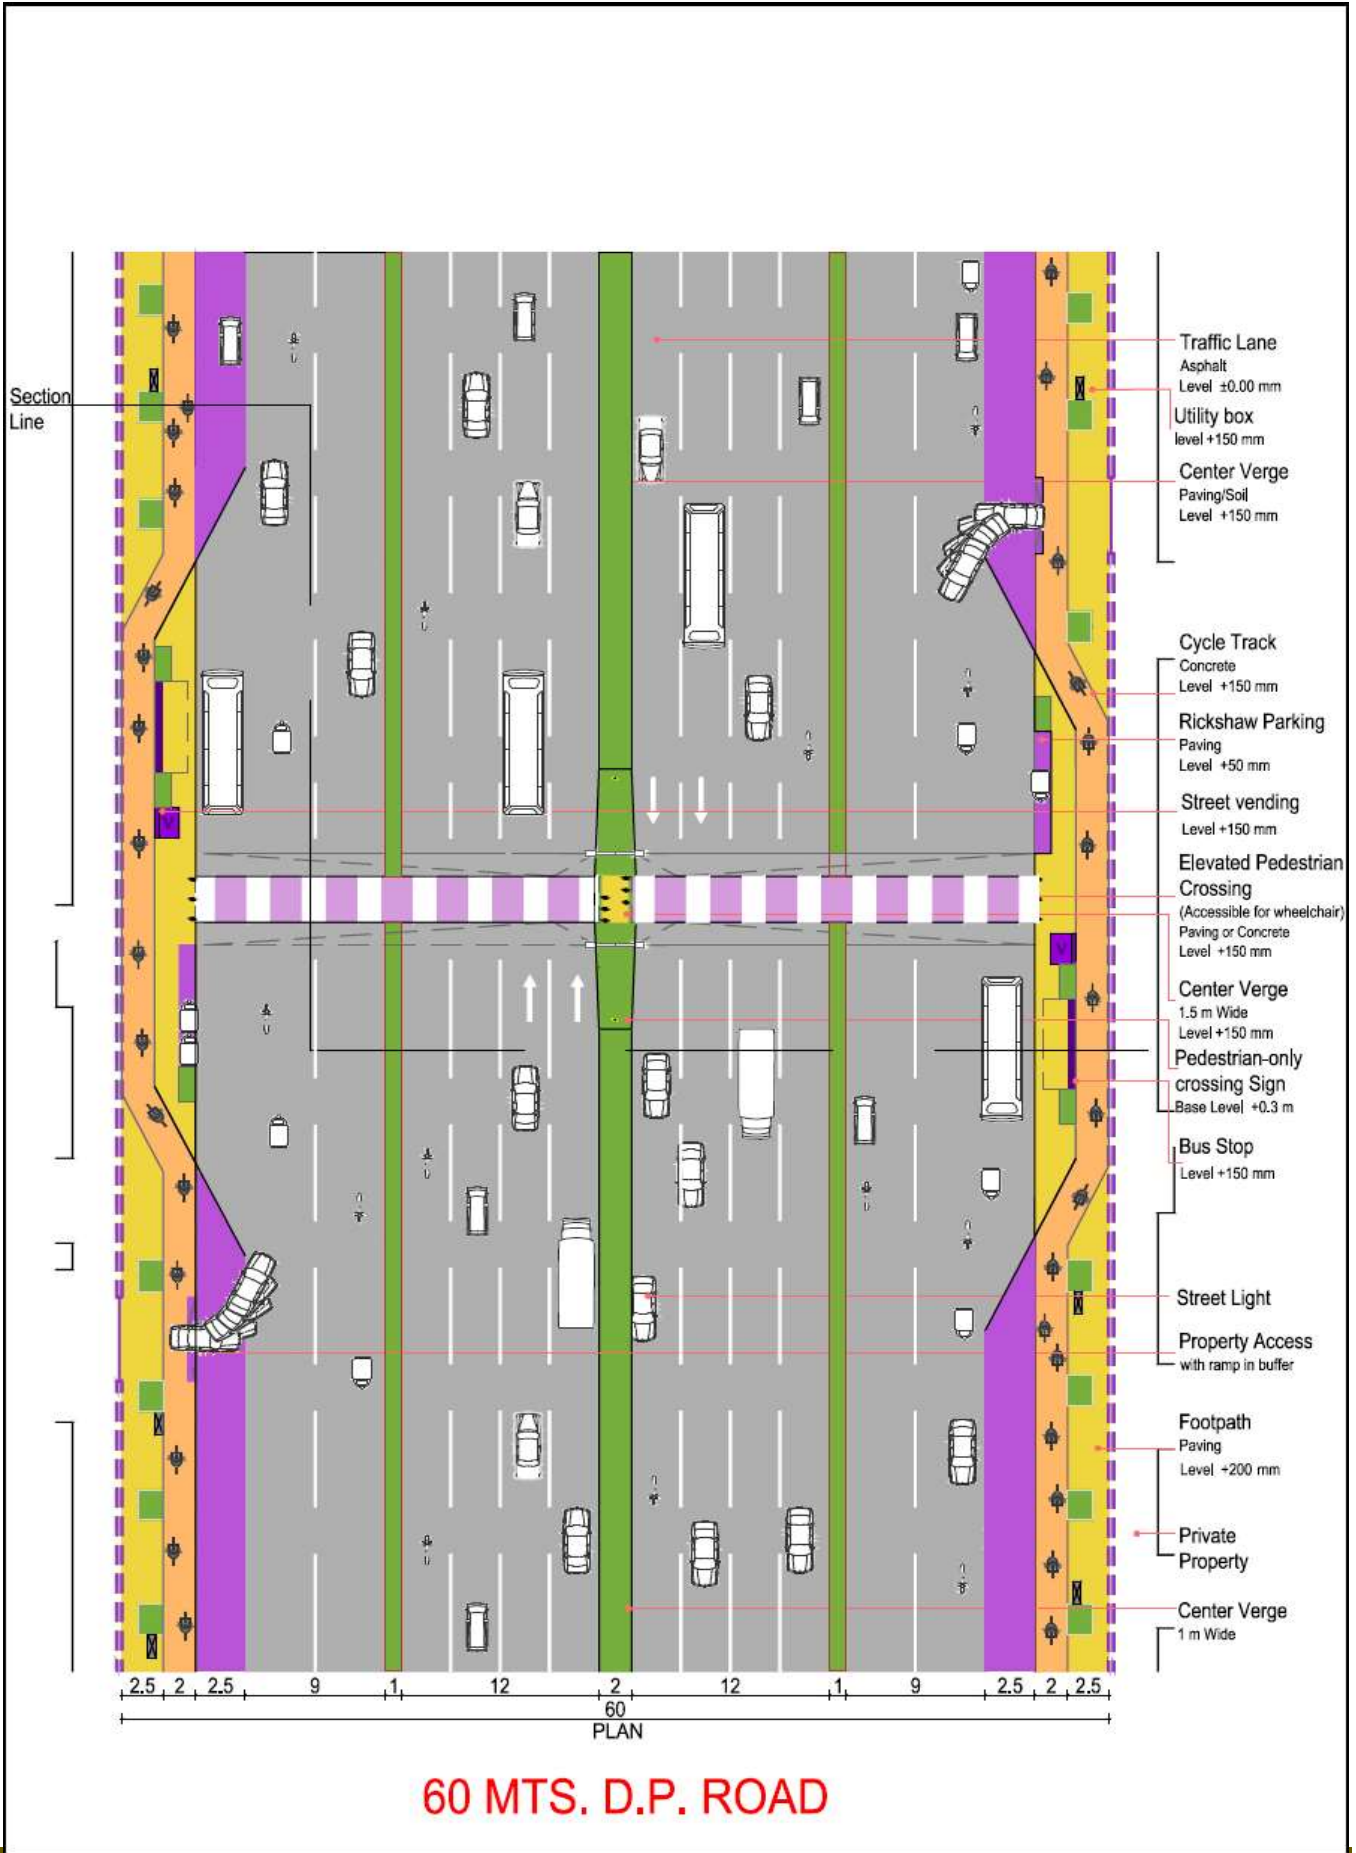 Section
Line
Traffic Lane
Asphalt
Level ±0.00 mm
Utility box
level +150 mm
Center Verge
Paving/Soil
Level +150 mm
Cycle Track
Concrete
Level +150 mm
Rickshaw Parking
Paving
Level +50 mm
Street vending
Level +150 mm
V
Elevated Pedestrian
Crossing
(Accessible for wheelchair)
Paving or Concrete
Level +150 mm
V
Center Verge
1.5 m Wide
Level +150 mm
Pedestrian-only
crossing Sign
Base Level +0.3 m
Bus Stop
Level +150 mm
Street Light
Property Access
with ramp in buffer
Footpath
Paving
Level +200 mm
Private
Property
Center Verge
1 m Wide
2.5 2 2.5 9 1 12 2 12 1 9 2.5 2 2.5
60
PLAN
60 MTS. D.P. ROAD